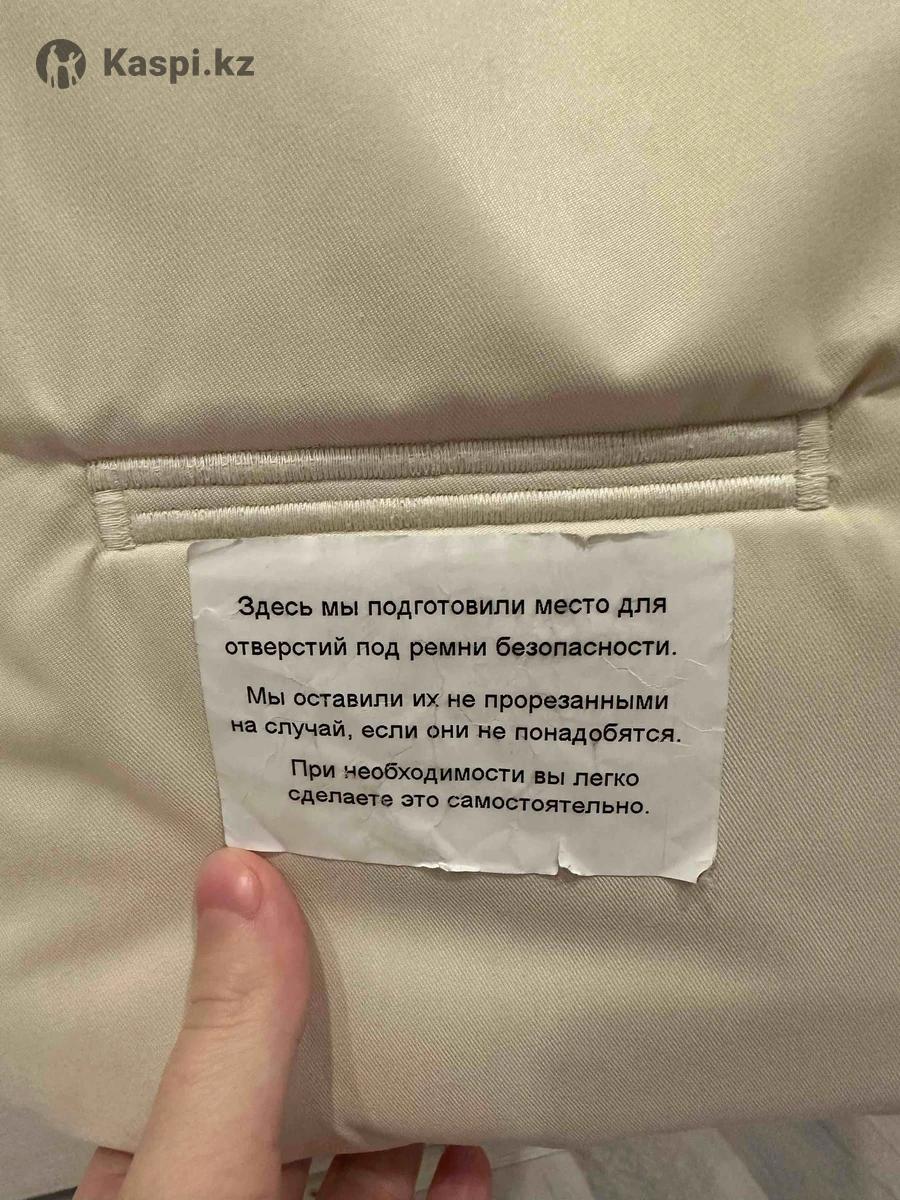 Kaspi.kz
Здесь мы подготовили место для
отверстий под ремни безопасности.
Мы оставили их не прорезанными
на случай, если они не понадобятся.
При необходимости вы легко
сделаете это самостоятельно.